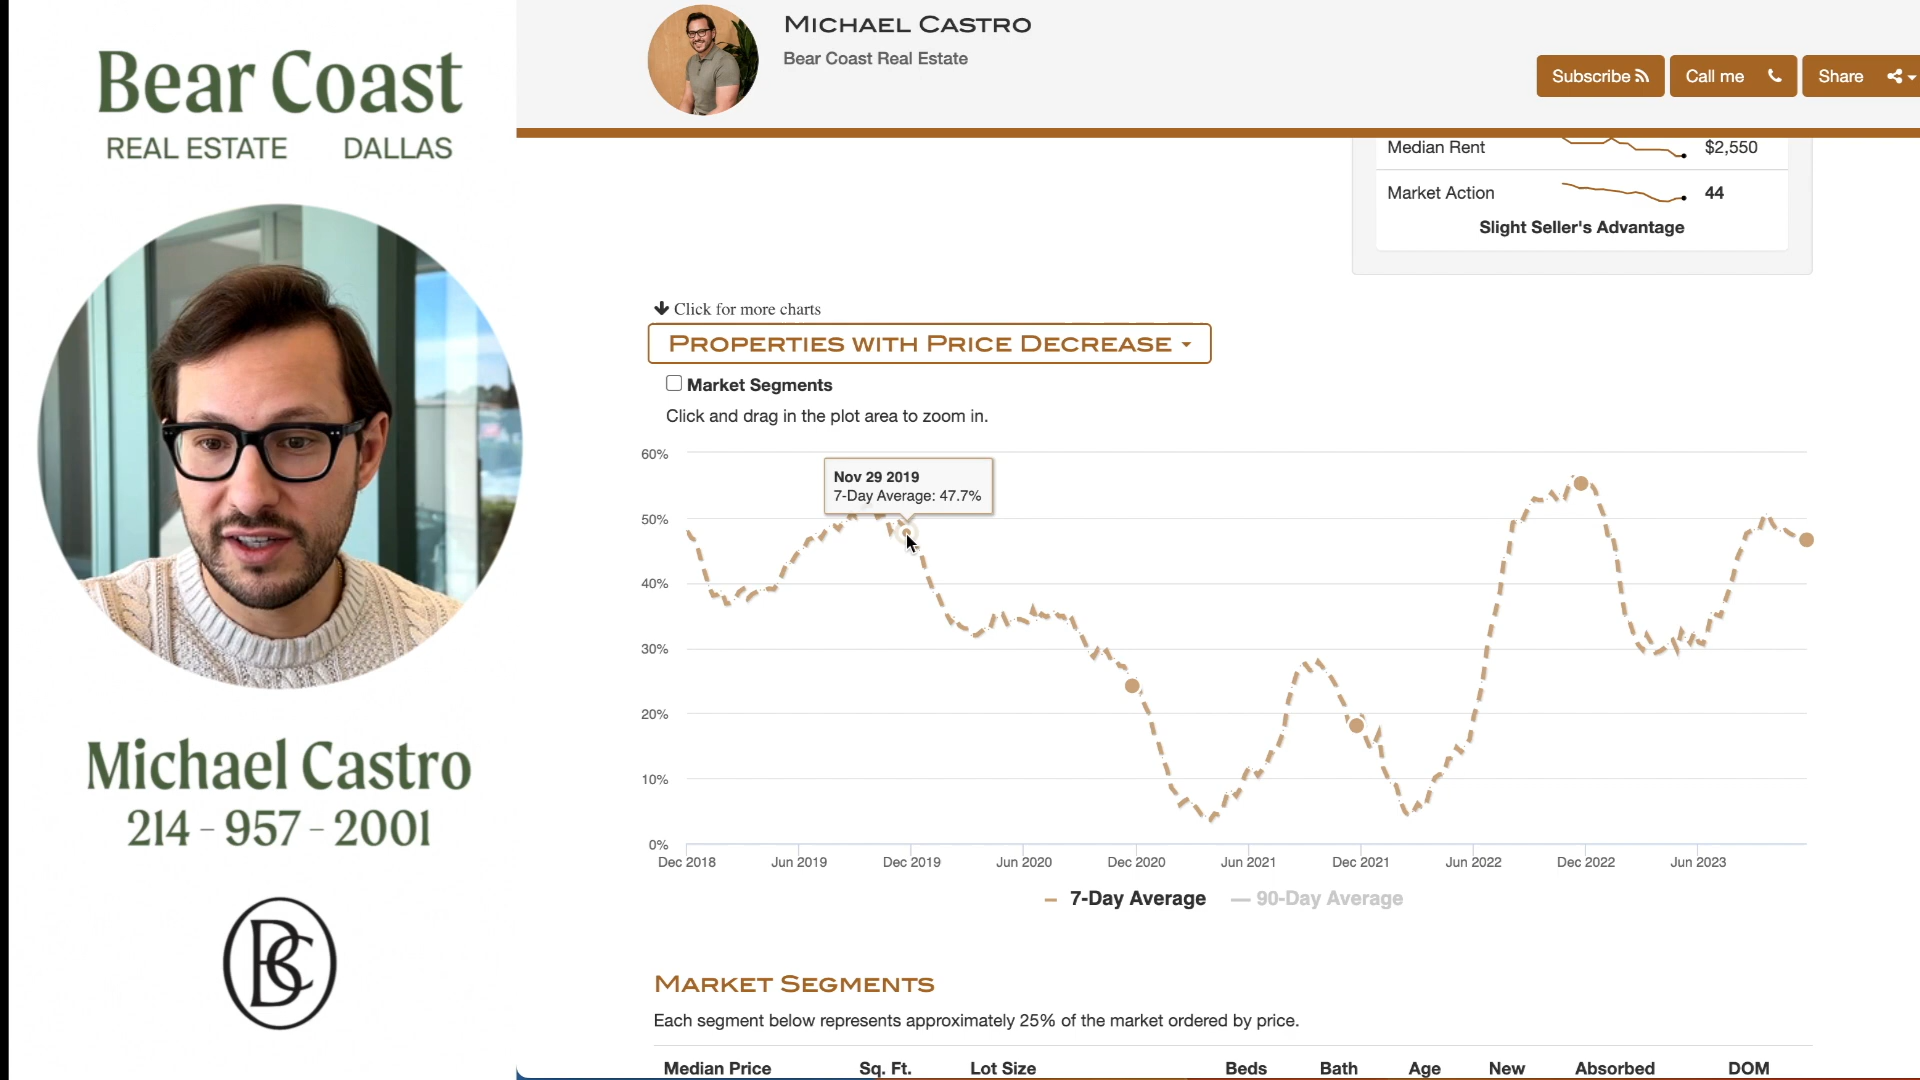 Bear Coast
REAL ESTATE DALLAS
Michael Castro
214-957-2001
BC
MICHAEL CASTRO
Bear Coast Real Estate
Subscribe
Call me
Share
Median Rent $2,550
Market Action 44
Slight Seller's Advantage
Click for more charts
PROPERTIES WITH PRICE DECREASE
Market Segments
Click and drag in the plot area to zoom in.
60%
Nov 29 2019
7-Day Average: 47.7%
50%
40%
30%
20%
10%
0%
Dec 2018 Jun 2019 Dec 2019 Jun 2020 Dec 2020 Jun 2021 Dec 2021 Jun 2022 Dec 2022 Jun 2023
7-Day Average 90-Day Average
MARKET SEGMENTS
Each segment below represents approximately 25% of the market ordered by price.
Median Price Sq. Ft. Lot Size Beds Bath Age New Absorbed DOM